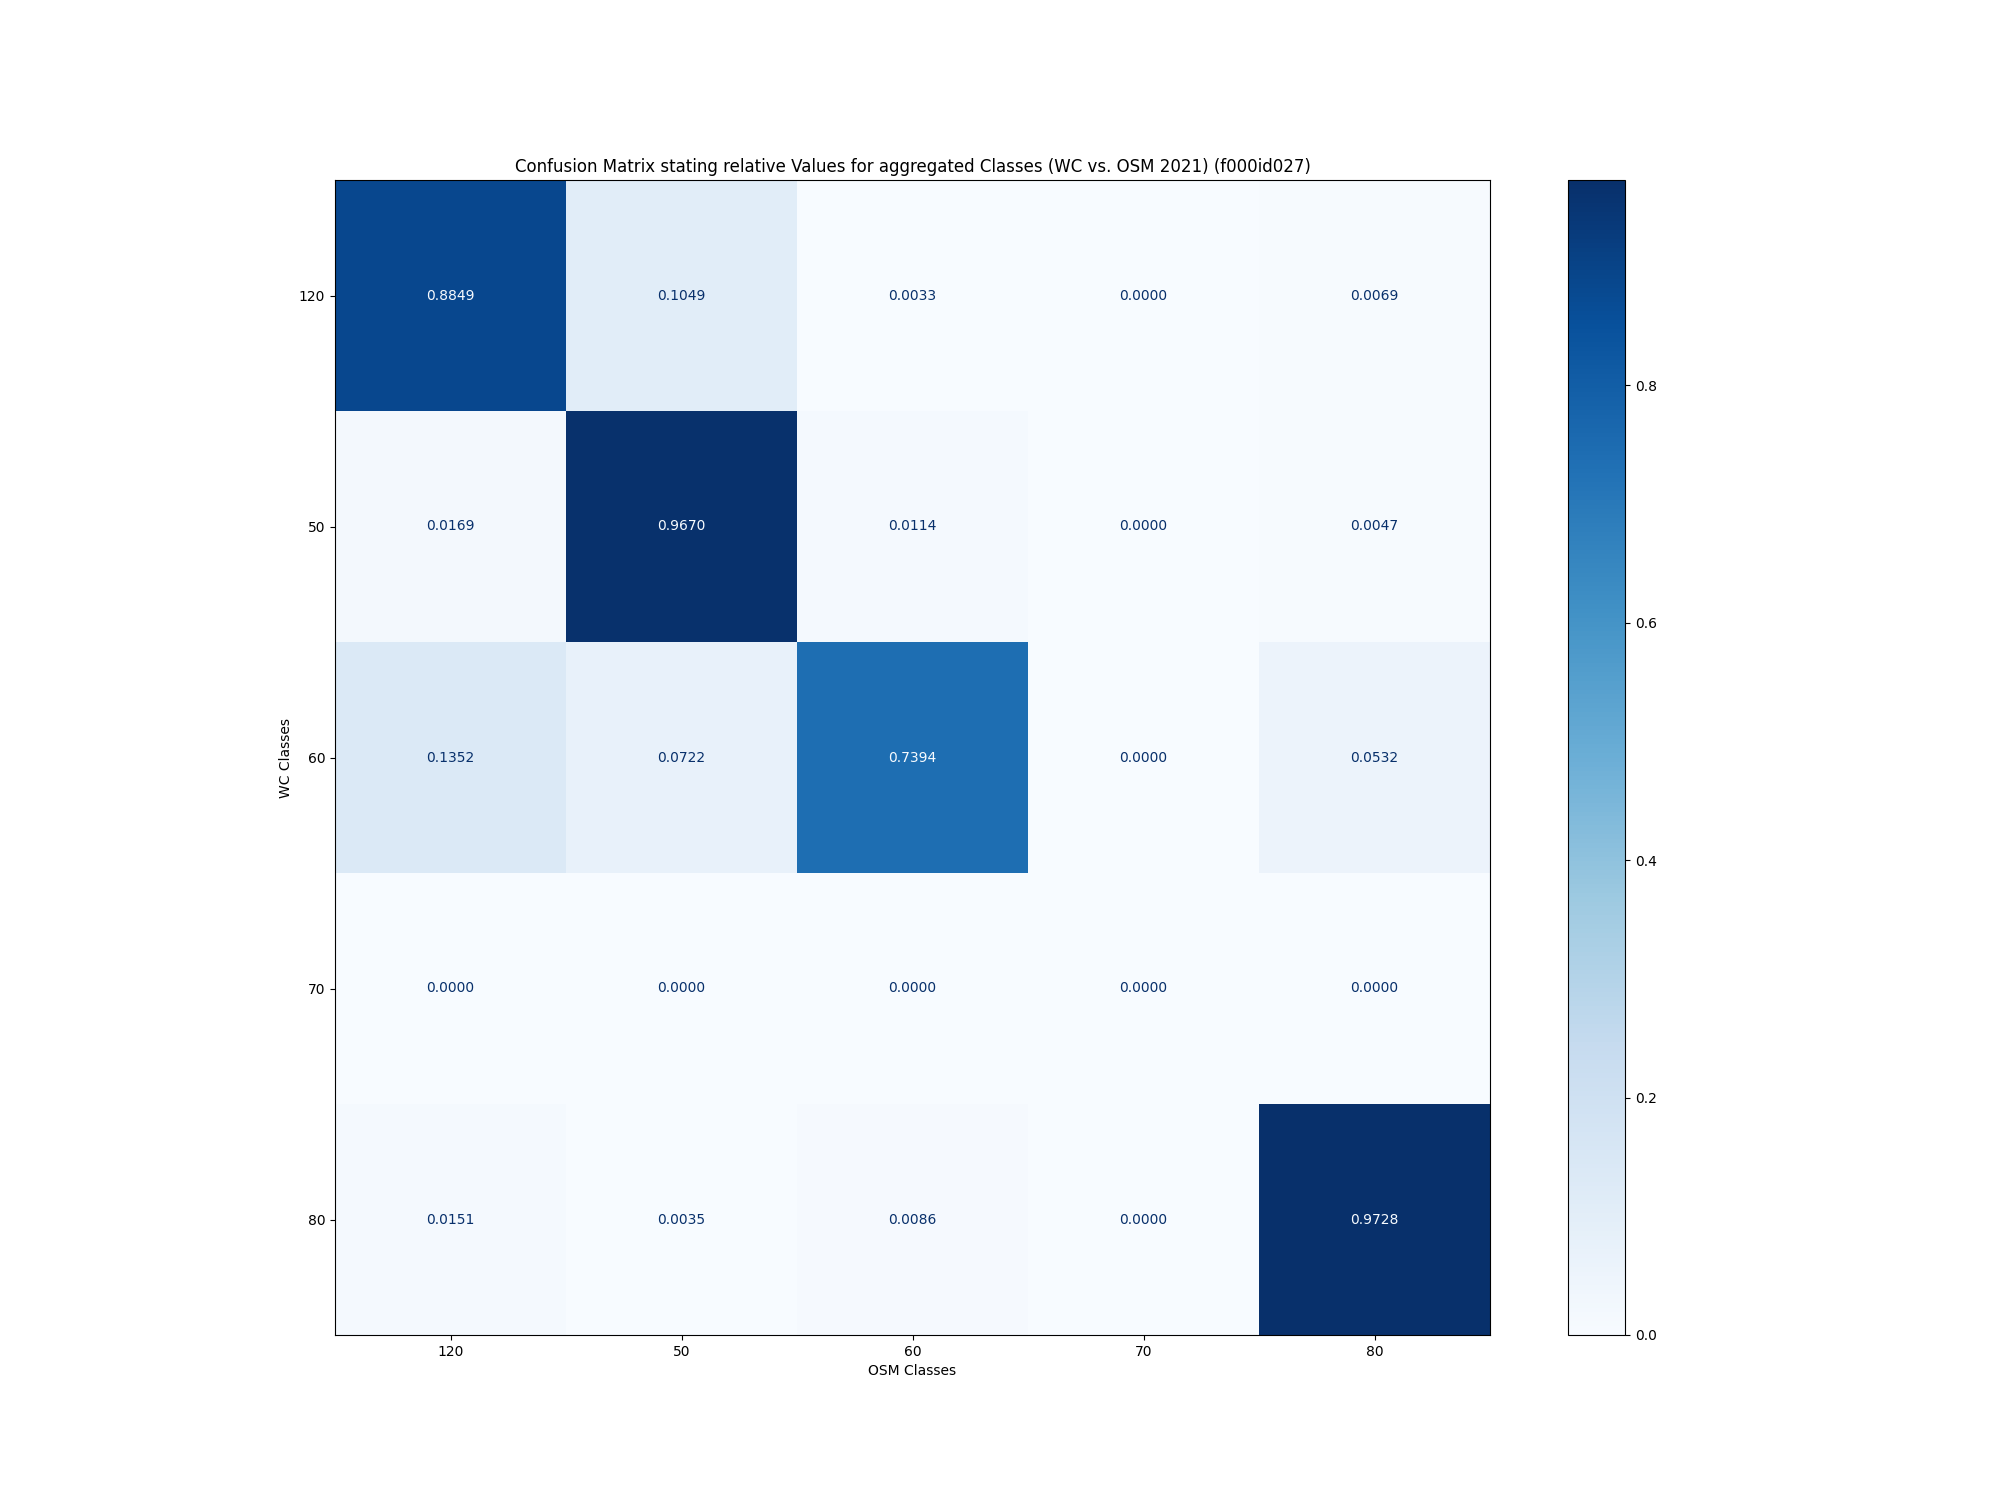 Confusion Matrix stating relative Values for aggregated Classes (WC vs. OSM 2021) (f000id027)
120 0.8849 0.1049 0.0033 0.0000 0.0069
50 0.0169 0.9670 0.0114 0.0000 0.0047
60 0.1352 0.0722 0.7394 0.0000 0.0532
70 0.0000 0.0000 0.0000 0.0000 0.0000
80 0.0151 0.0035 0.0086 0.0000 0.9728
120 50 60 70 80
OSM Classes
WC Classes
0.8
0.6
0.4
0.2
0.0